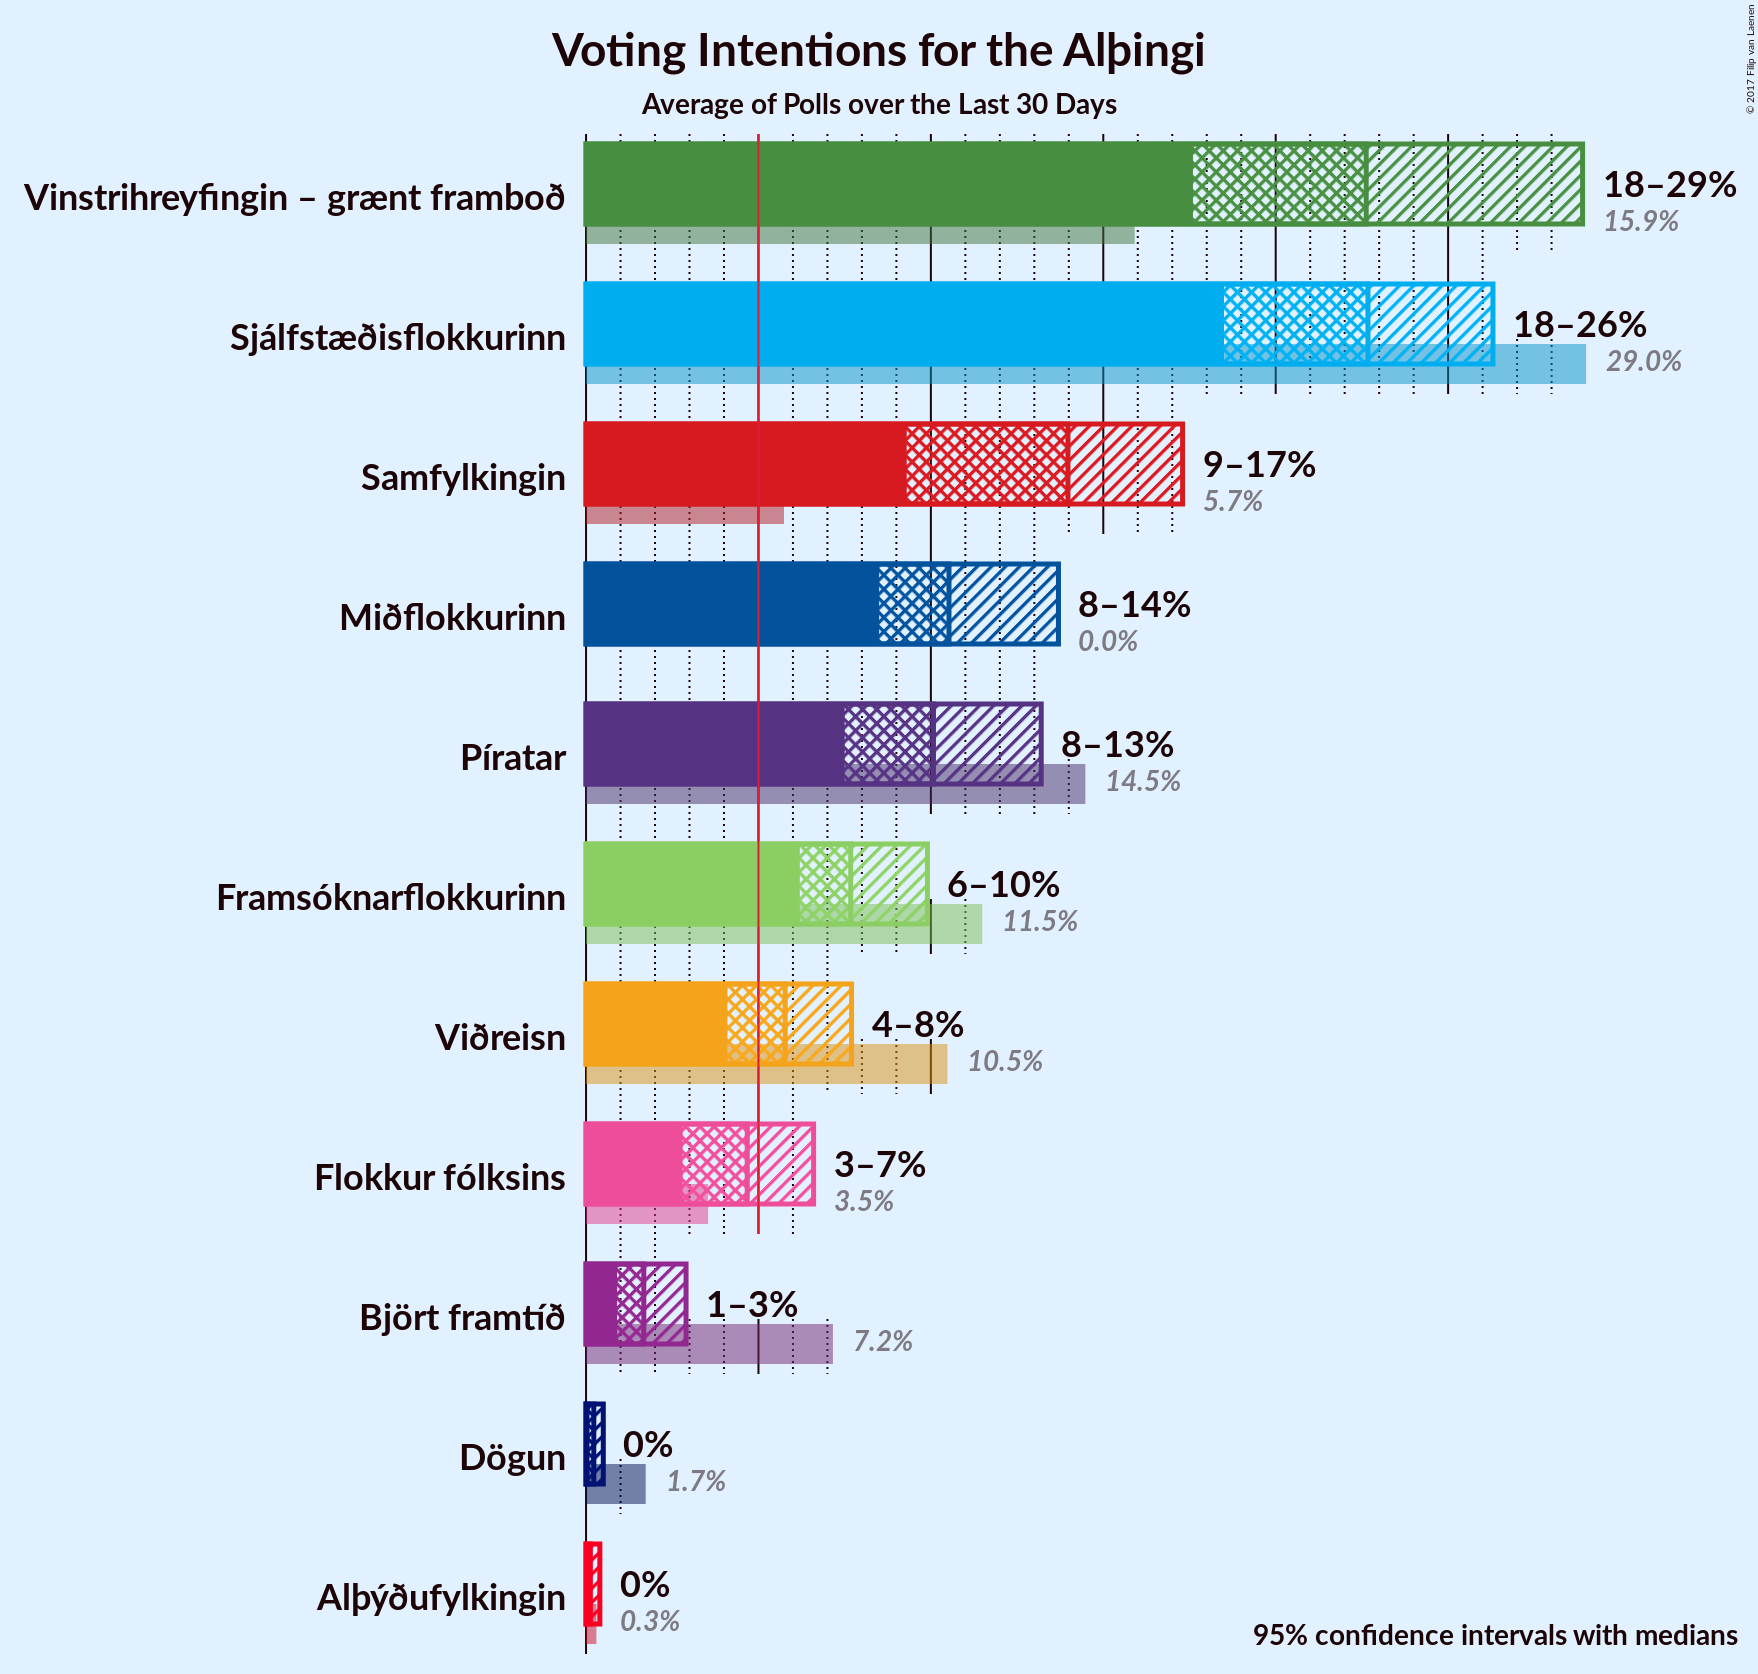 Voting Intentions for the Alþingi
Average of Polls over the Last 30 Days
© 2017 Filip van Laenen
Vinstrihreyfingin – grænt framboð
18–29%
15.9%
Sjálfstæðisflokkurinn
18–26%
29.0%
Samfylkingin
9–17%
5.7%
Miðflokkurinn
8–14%
0.0%
Píratar
8–13%
14.5%
Framsóknarflokkurinn
6–10%
11.5%
Viðreisn
4–8%
10.5%
Flokkur fólksins
3–7%
3.5%
Björt framtíð
1–3%
7.2%
Dögun
0%
1.7%
Alþýðufylkingin
0%
0.3%
95% confidence intervals with medians